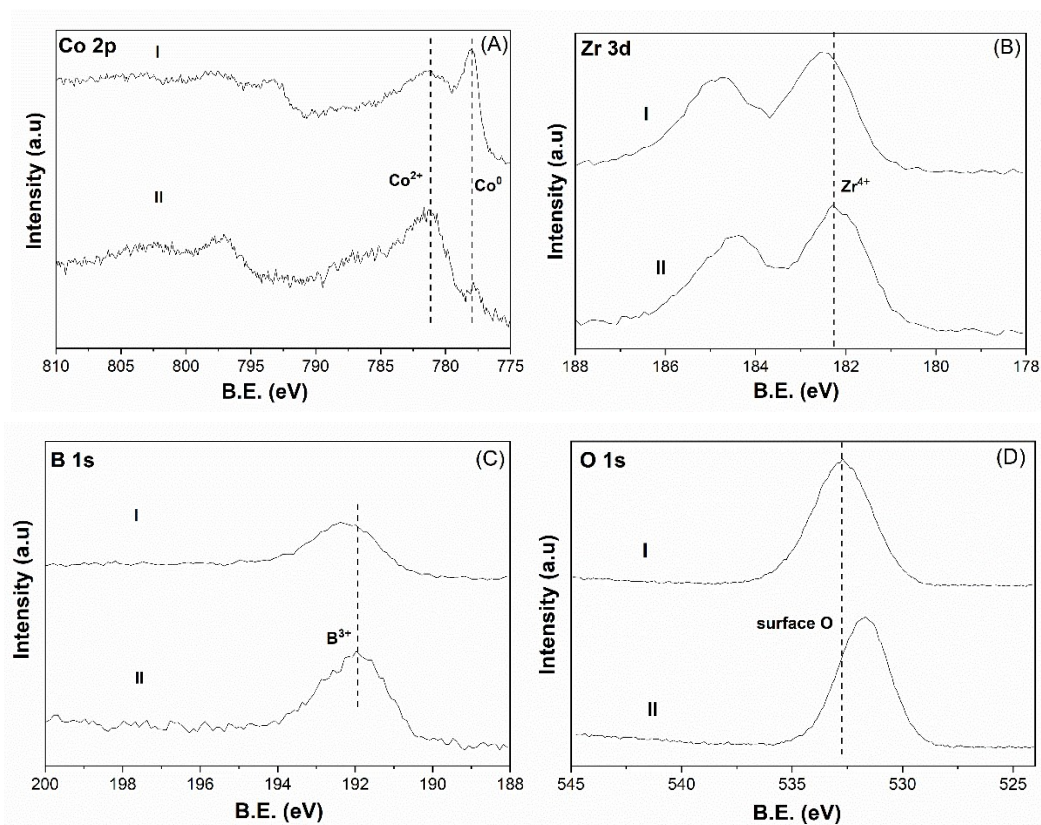 Co 2p
I
(A)
Co2+
Co0
II
Intensity (a.u)
810 805 800 795 790 785 780 775
B.E. (eV)
Zr 3d
(B)
I
Zr4+
II
Intensity (a.u)
188 186 184 182 180 178
B.E. (eV)
B 1s
(C)
I
B3+
II
Intensity (a.u)
200 198 196 194 192 190 188
B.E. (eV)
O 1s
(D)
I
surface O
II
Intensity (a.u)
545 540 535 530 525
B.E. (eV)